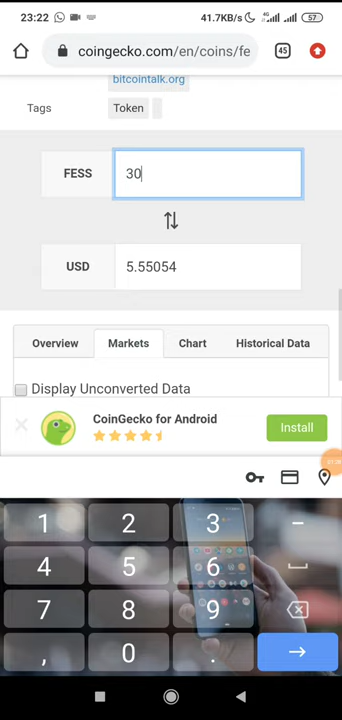 23:22 41.7KB/s 4G 57
coingecko.com/en/coins/fe 45
bitcointalk.org
Tags Token
FESS 30
USD 5.55054
Overview Markets Chart Historical Data
Display Unconverted Data
CoinGecko for Android
Install
1 2 3 -
4 5 6
7 8 9
, 0 .